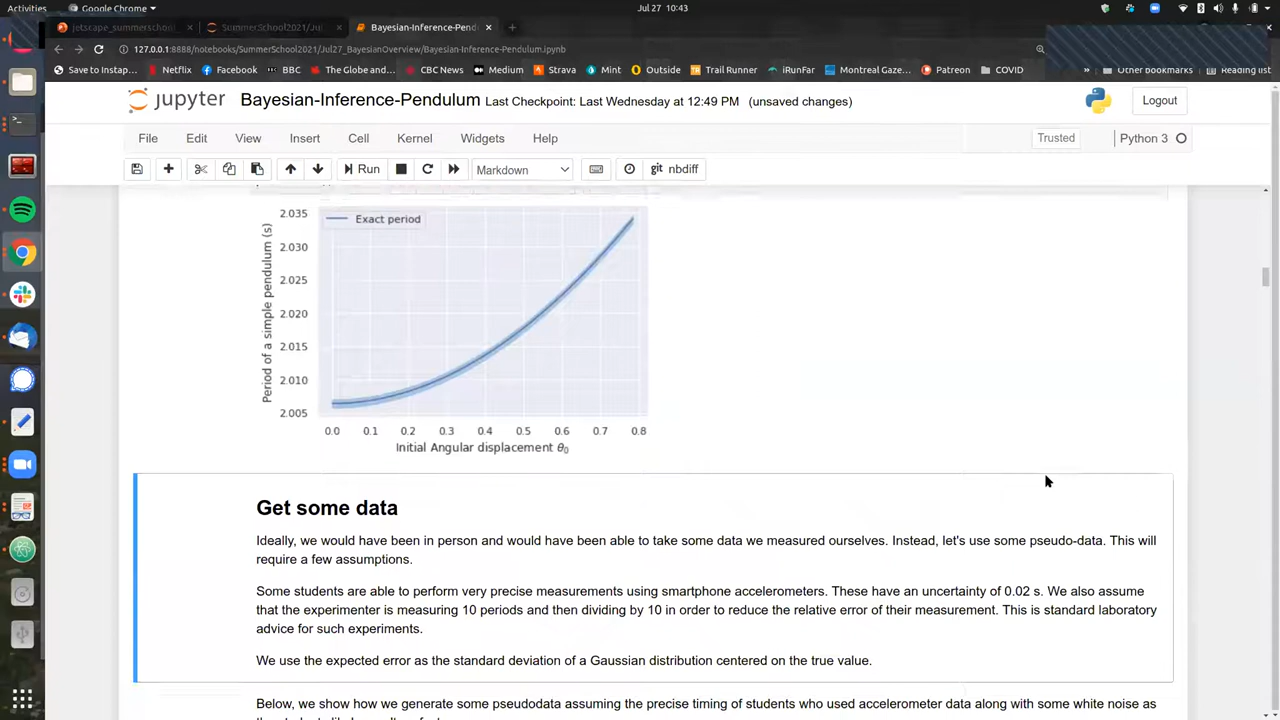 Activities Google Chrome Jul 27 10:43
jetscape_summerschool SummerSchool2021/Jul Bayesian-Inference-Pend
127.0.0.1:8888/notebooks/SummerSchool2021/Jul27_BayesianOverview/Bayesian-Inference-Pendulum.ipynb
Save to Instap... Netflix Facebook BBC The Globe and... CBC News Medium Strava Mint Outside Trail Runner iRunFar Montreal Gaze... Patreon COVID » Other bookmarks Reading list
jupyter Bayesian-Inference-Pendulum Last Checkpoint: Last Wednesday at 12:49 PM (unsaved changes) Logout
File Edit View Insert Cell Kernel Widgets Help Trusted Python 3
Run Markdown git nbdiff
2.035
2.030
2.025
2.020
2.015
2.010
2.005
Period of a simple pendulum (s)
Exact period
0.0 0.1 0.2 0.3 0.4 0.5 0.6 0.7 0.8
Initial Angular displacement θ₀
Get some data
Ideally, we would have been in person and would have been able to take some data we measured ourselves. Instead, let's use some pseudo-data. This will
require a few assumptions.
Some students are able to perform very precise measurements using smartphone accelerometers. These have an uncertainty of 0.02 s. We also assume
that the experimenter is measuring 10 periods and then dividing by 10 in order to reduce the relative error of their measurement. This is standard laboratory
advice for such experiments.
We use the expected error as the standard deviation of a Gaussian distribution centered on the true value.
Below, we show how we generate some pseudodata assuming the precise timing of students who used accelerometer data along with some white noise as